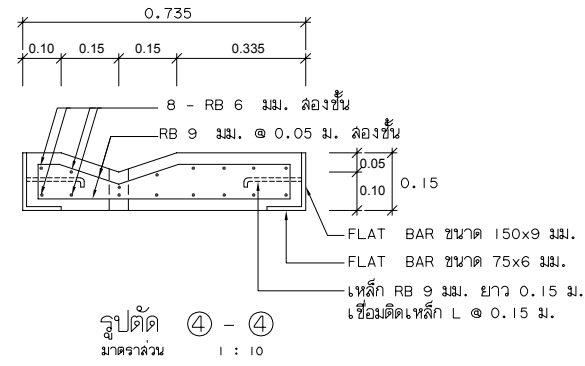 0.735
0.10 0.15 0.15 0.335
8 - RB 6 มม. สองชั้น
RB 9 มม. @ 0.05 ม. สองชั้น
0.05
0.10
0.15
FLAT BAR ขนาด 150x9 มม.
FLAT BAR ขนาด 75x6 มม.
เหล็ก RB 9 มม. ยาว 0.15 ม.
เชื่อมติดเหล็ก L @ 0.15 ม.
รูปตัด 4 - 4
มาตราส่วน 1 : 10